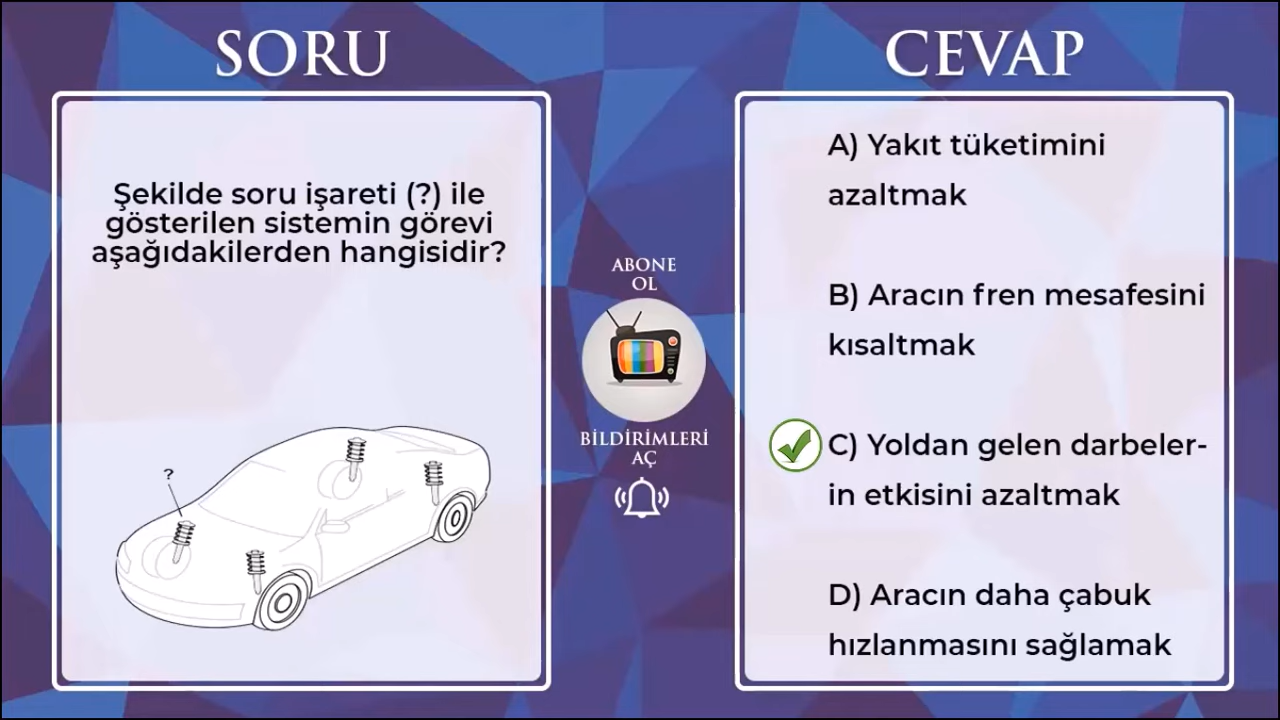 SORU
Şekilde soru işareti (?) ile
gösterilen sistemin görevi
aşağıdakilerden hangisidir?
?
ABONE
OL
BİLDİRİMLERİ
AÇ
CEVAP
A) Yakıt tüketimini
azaltmak
B) Aracın fren mesafesini
kısaltmak
C) Yoldan gelen darbeler-
in etkisini azaltmak
D) Aracın daha çabuk
hızlanmasını sağlamak